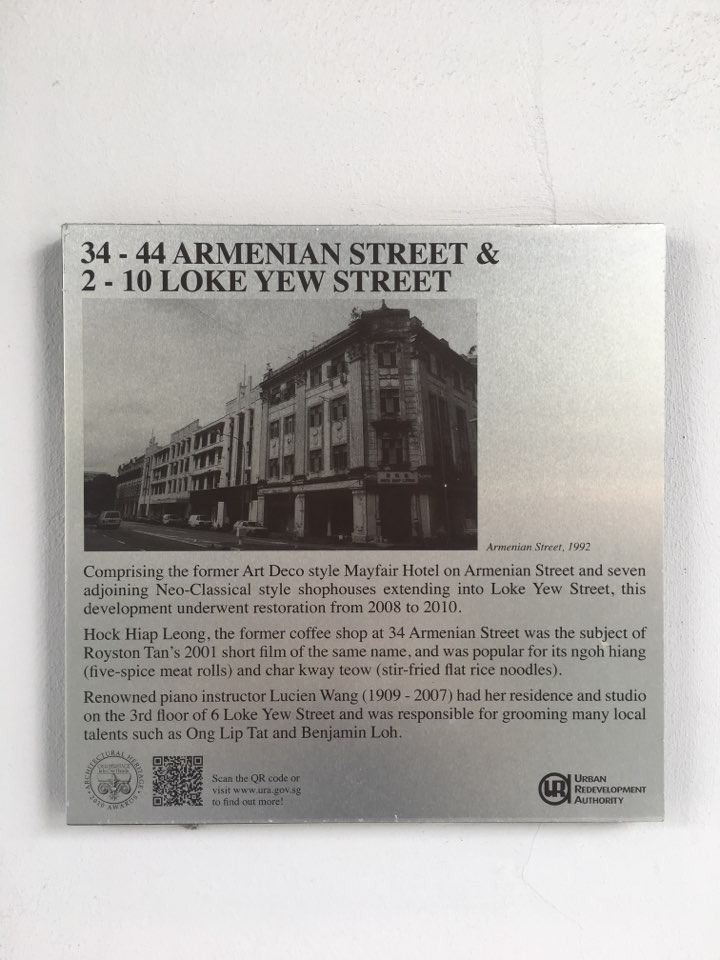 34 - 44 ARMENIAN STREET &
2 - 10 LOKE YEW STREET
Armenian Street, 1992
Comprising the former Art Deco style Mayfair Hotel on Armenian Street and seven
adjoining Neo-Classical style shophouses extending into Loke Yew Street, this
development underwent restoration from 2008 to 2010.
Hock Hiap Leong, the former coffee shop at 34 Armenian Street was the subject of
Royston Tan's 2001 short film of the same name, and was popular for its ngoh hiang
(five-spice meat rolls) and char kway teow (stir-fried flat rice noodles).
Renowned piano instructor Lucien Wang (1909 - 2007) had her residence and studio
on the 3rd floor of 6 Loke Yew Street and was responsible for grooming many local
talents such as Ong Lip Tat and Benjamin Loh.
ARCHITECTURAL HERITAGE
2010 AWARDS
Scan the QR code or
visit www.ura.gov.sg
to find out more!
UR
URBAN
REDEVELOPMENT
AUTHORITY